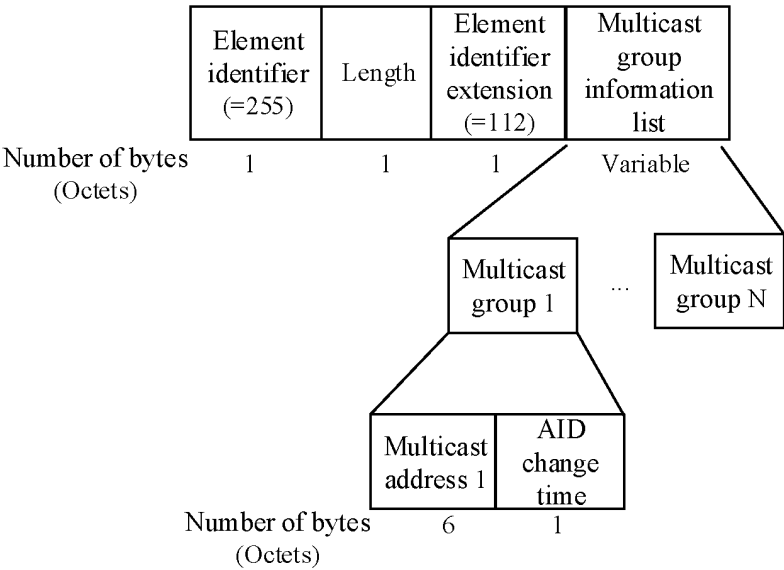 Element
identifier
(=255)
Length
Element
identifier
extension
(=112)
Multicast
group
information
list
Number of bytes
(Octets)
1
1
1
Variable
Multicast
group 1
...
Multicast
group N
Multicast
address 1
AID
change
time
Number of bytes
(Octets)
6
1